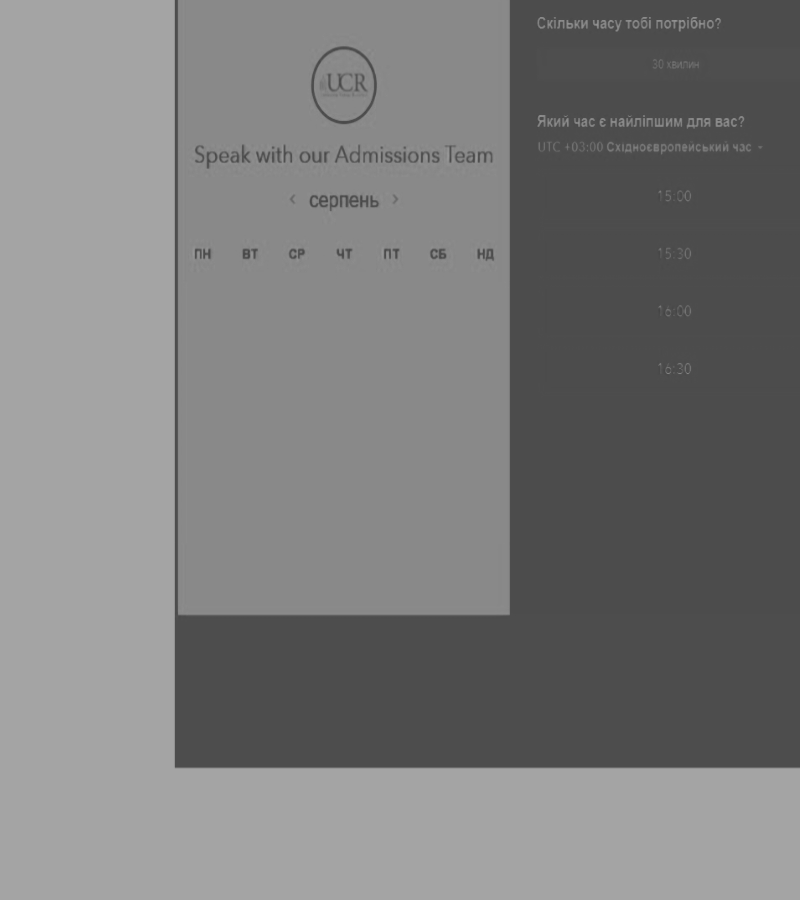 UCR
Speak with our Admissions Team
‹ серпень ›
ПН ВТ СР ЧТ ПТ СБ НД
Скільки часу тобі потрібно?
30 хвилин
Який час є найліпшим для вас?
UTC +03:00 Східноєвропейський час
15:00
15:30
16:00
16:30